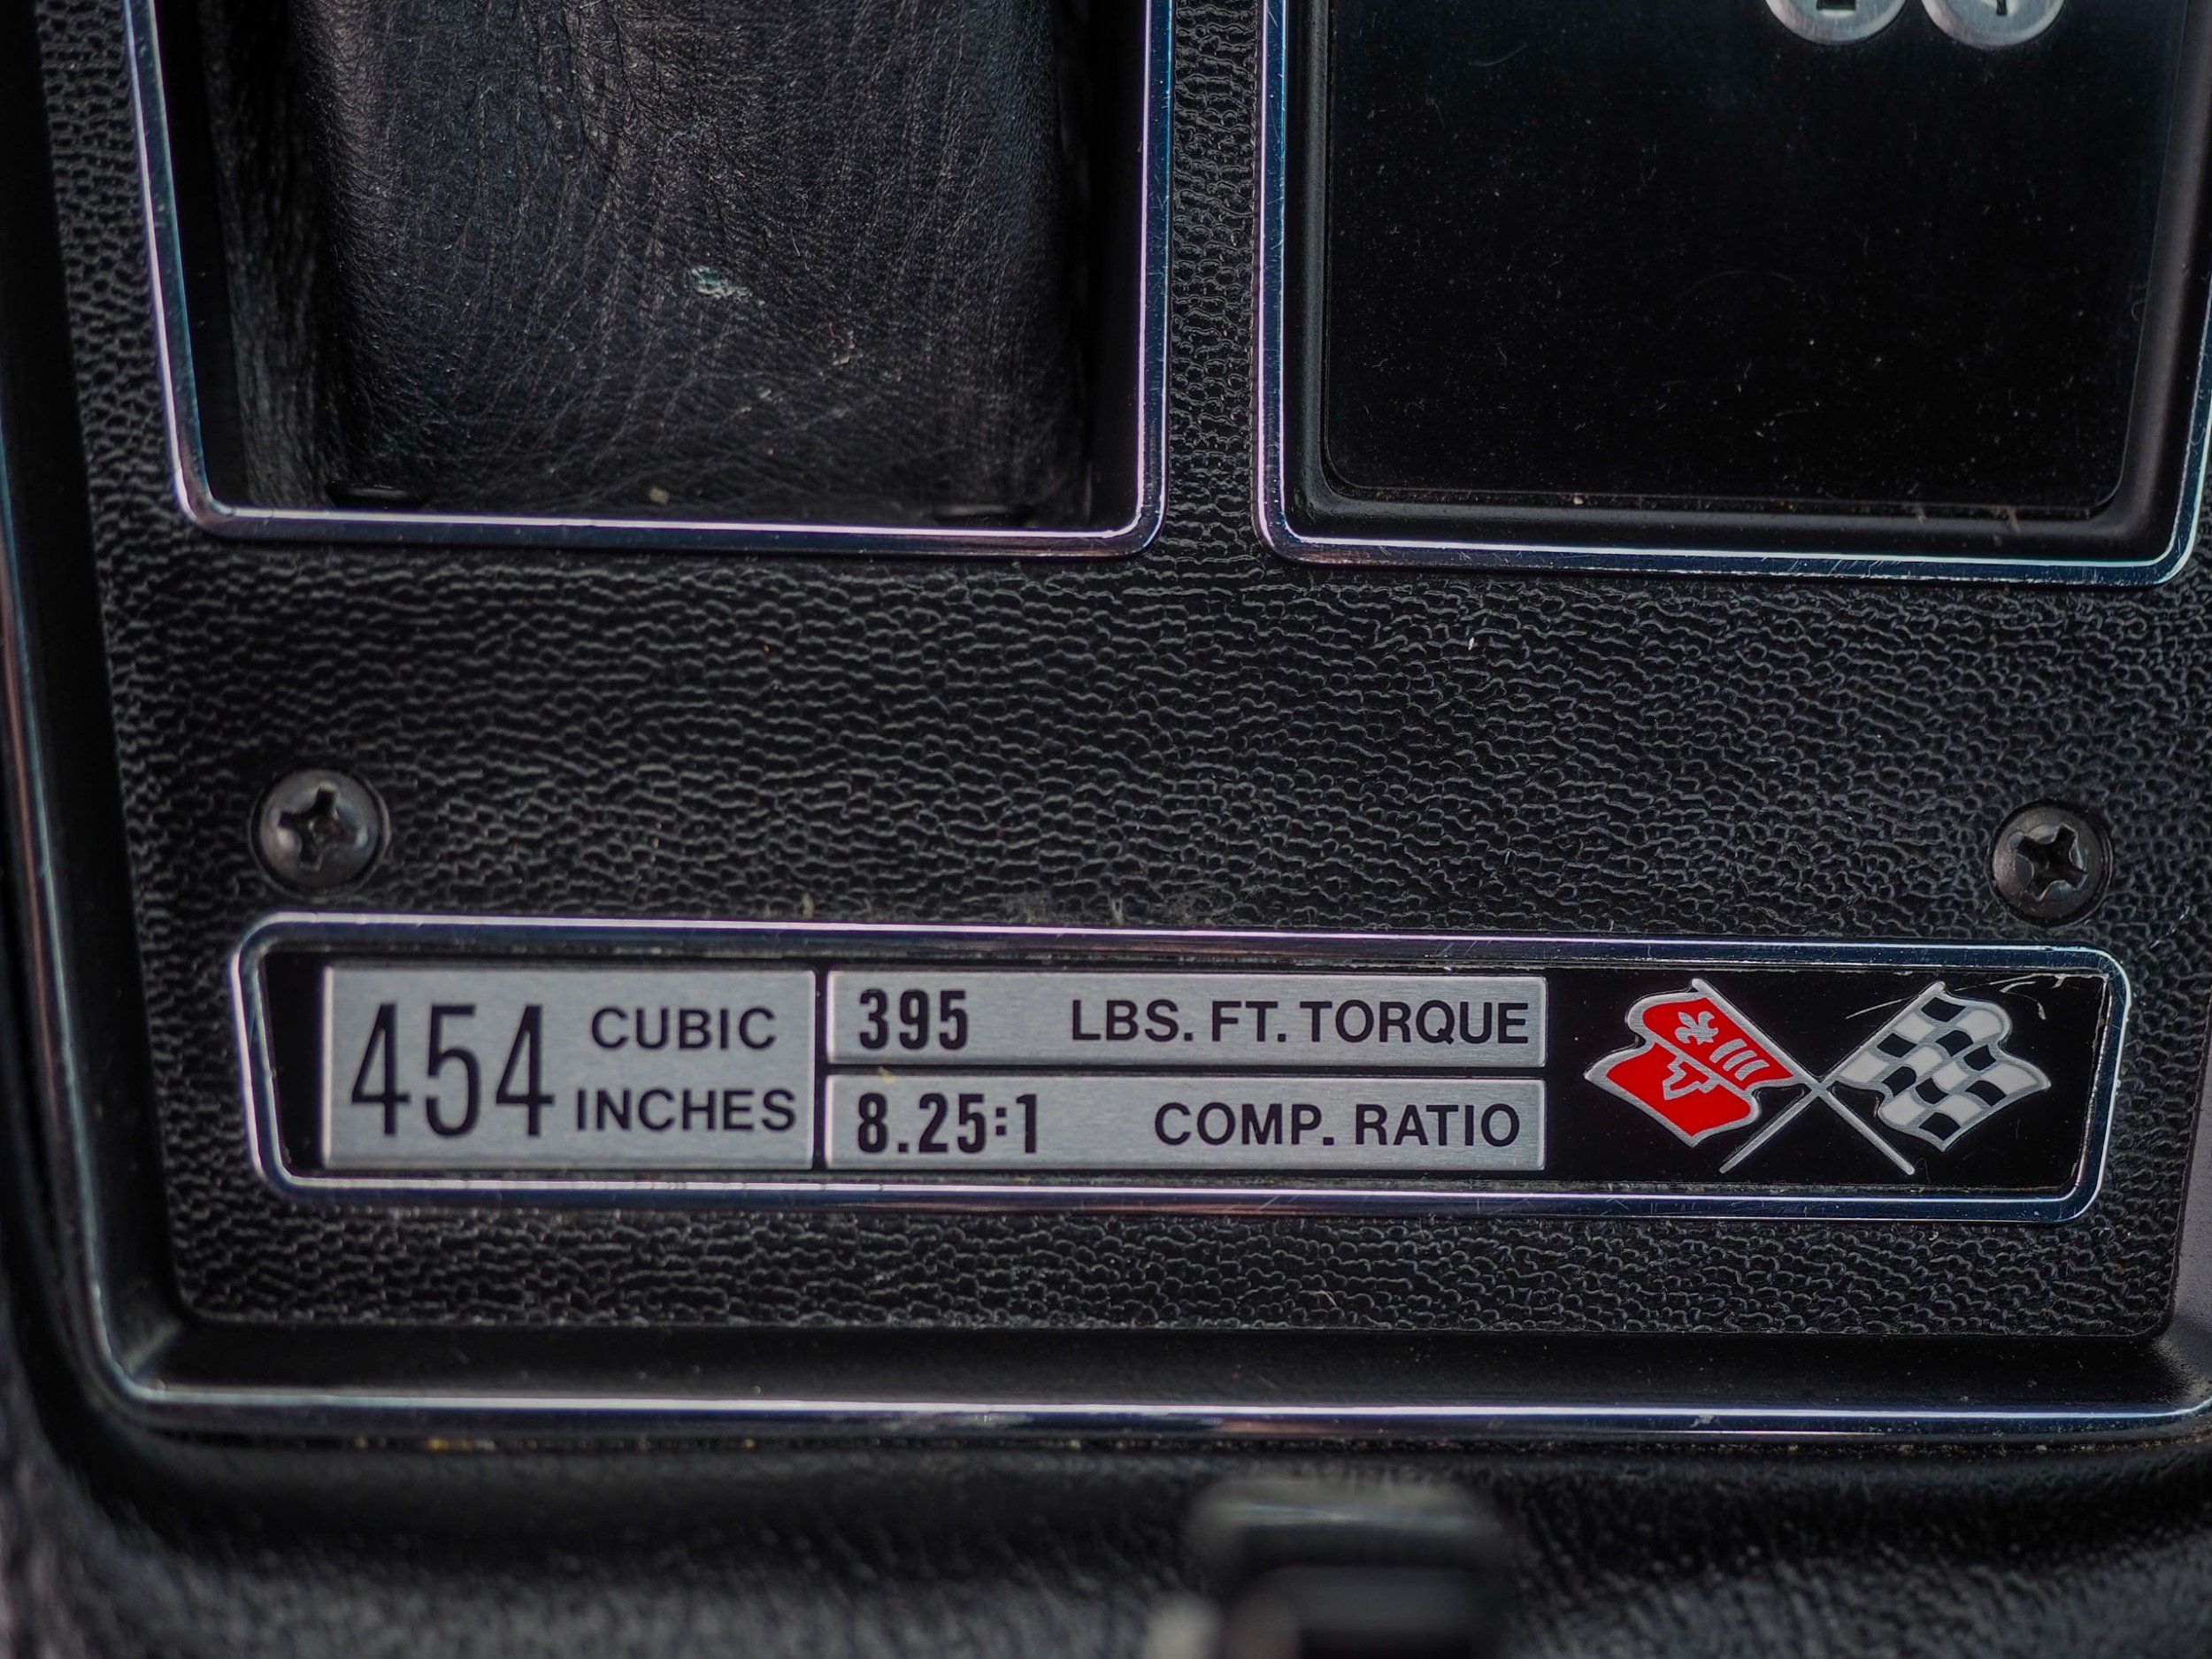 454 CUBIC INCHES
395 LBS. FT. TORQUE
8.25:1 COMP. RATIO